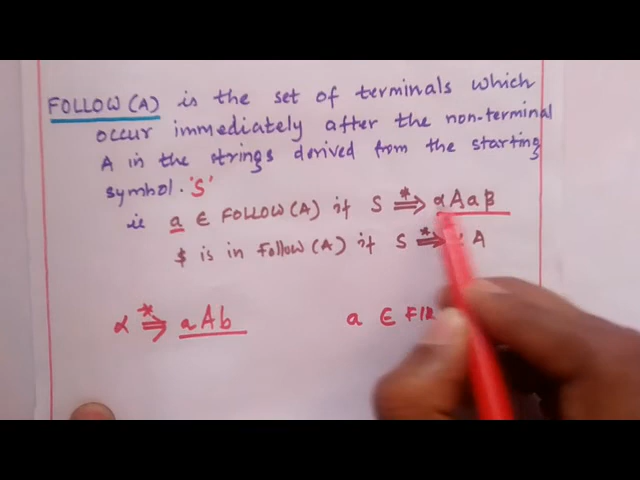 FOLLOW (A) is the set of terminals which
occur immediately after the non-terminal
A in the strings derived from the starting
symbol. 'S'
ie a ∈ FOLLOW (A) if S *⇒ αAaβ
$ is in Follow (A) if S *⇒ A
α *⇒ aAb a ∈